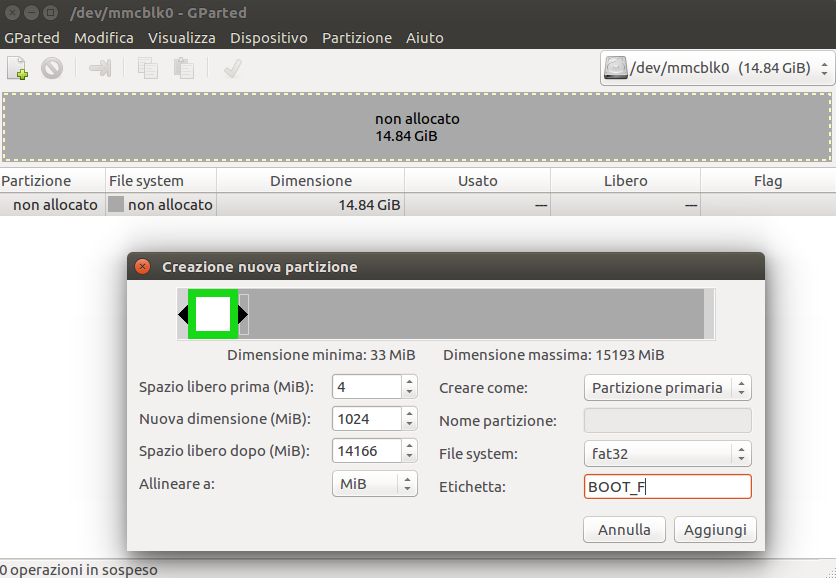 /dev/mmcblk0 - GParted
GParted Modifica Visualizza Dispositivo Partizione Aiuto
/dev/mmcblk0 (14.84 GiB)
non allocato
14.84 GiB
Partizione File system Dimensione Usato Libero Flag
non allocato non allocato 14.84 GiB --- ---
Creazione nuova partizione
Dimensione minima: 33 MiB Dimensione massima: 15193 MiB
Spazio libero prima (MiB): 4 Creare come: Partizione primaria
Nuova dimensione (MiB): 1024 Nome partizione:
Spazio libero dopo (MiB): 14166 File system: fat32
Allineare a: MiB Etichetta: BOOT_F
Annulla Aggiungi
0 operazioni in sospeso